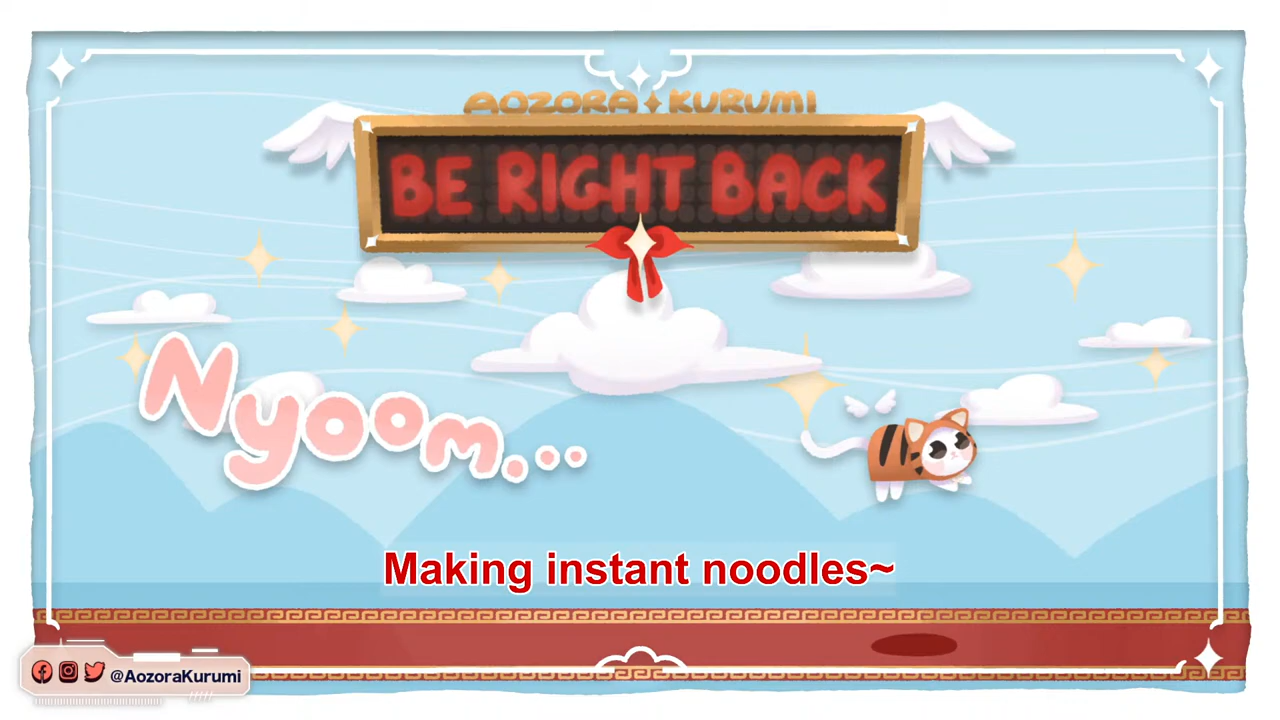 AOZORA KURUMI
BE RIGHT BACK
Nyoom...
Making instant noodles~
@AozoraKurumi